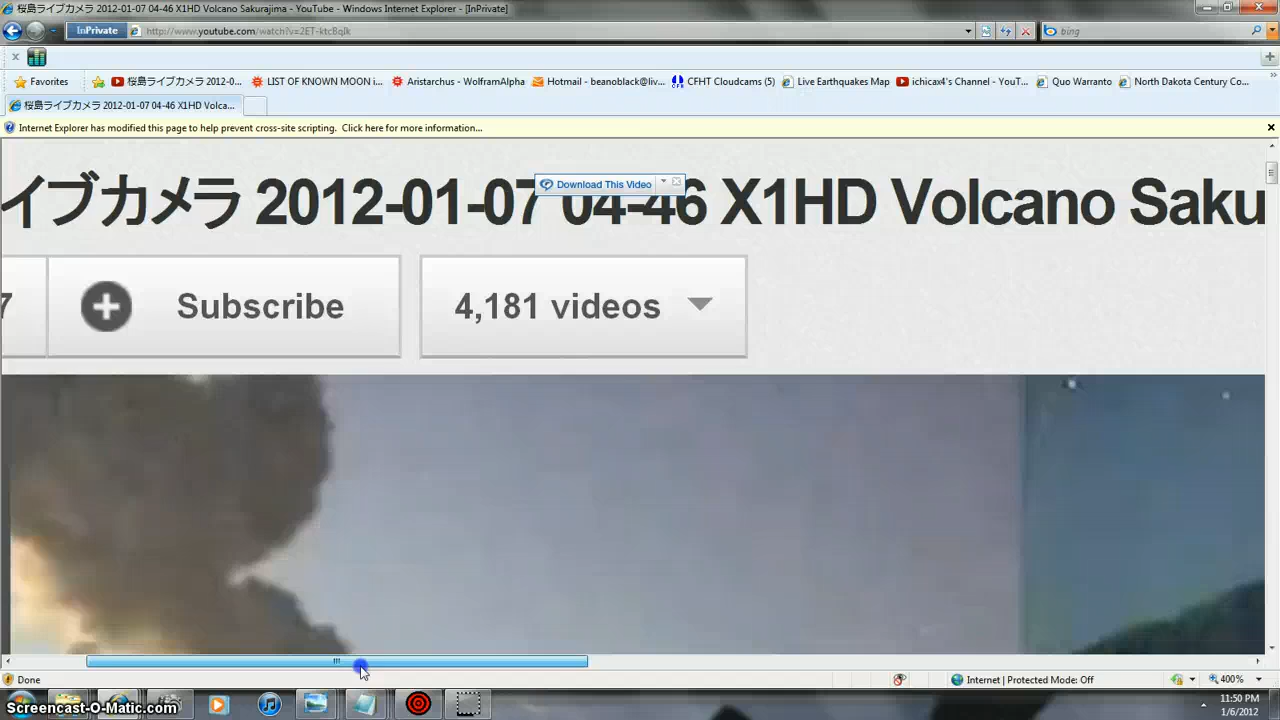 桜島ライブカメラ 2012-01-07 04-46 X1HD Volcano Sakurajima - YouTube - Windows Internet Explorer - [InPrivate]
InPrivate http://www.youtube.com/watch?v=2ET-ktcBqJk bing
Favorites 桜島ライブカメラ 2012-0... LIST OF KNOWN MOON i... Aristarchus - WolframAlpha Hotmail - beanoblack@liv... CFHT Cloudcams (5) Live Earthquakes Map ichicax4's Channel - YouT... Quo Warranto North Dakota Century Co...
桜島ライブカメラ 2012-01-07 04-46 X1HD Volca...
Internet Explorer has modified this page to help prevent cross-site scripting. Click here for more information...
Download This Video
イブカメラ 2012-01-07 04-46 X1HD Volcano Saku
7 Subscribe 4,181 videos
Done Internet | Protected Mode: Off 400%
Screencast-O-Matic.com
11:50 PM
1/6/2012